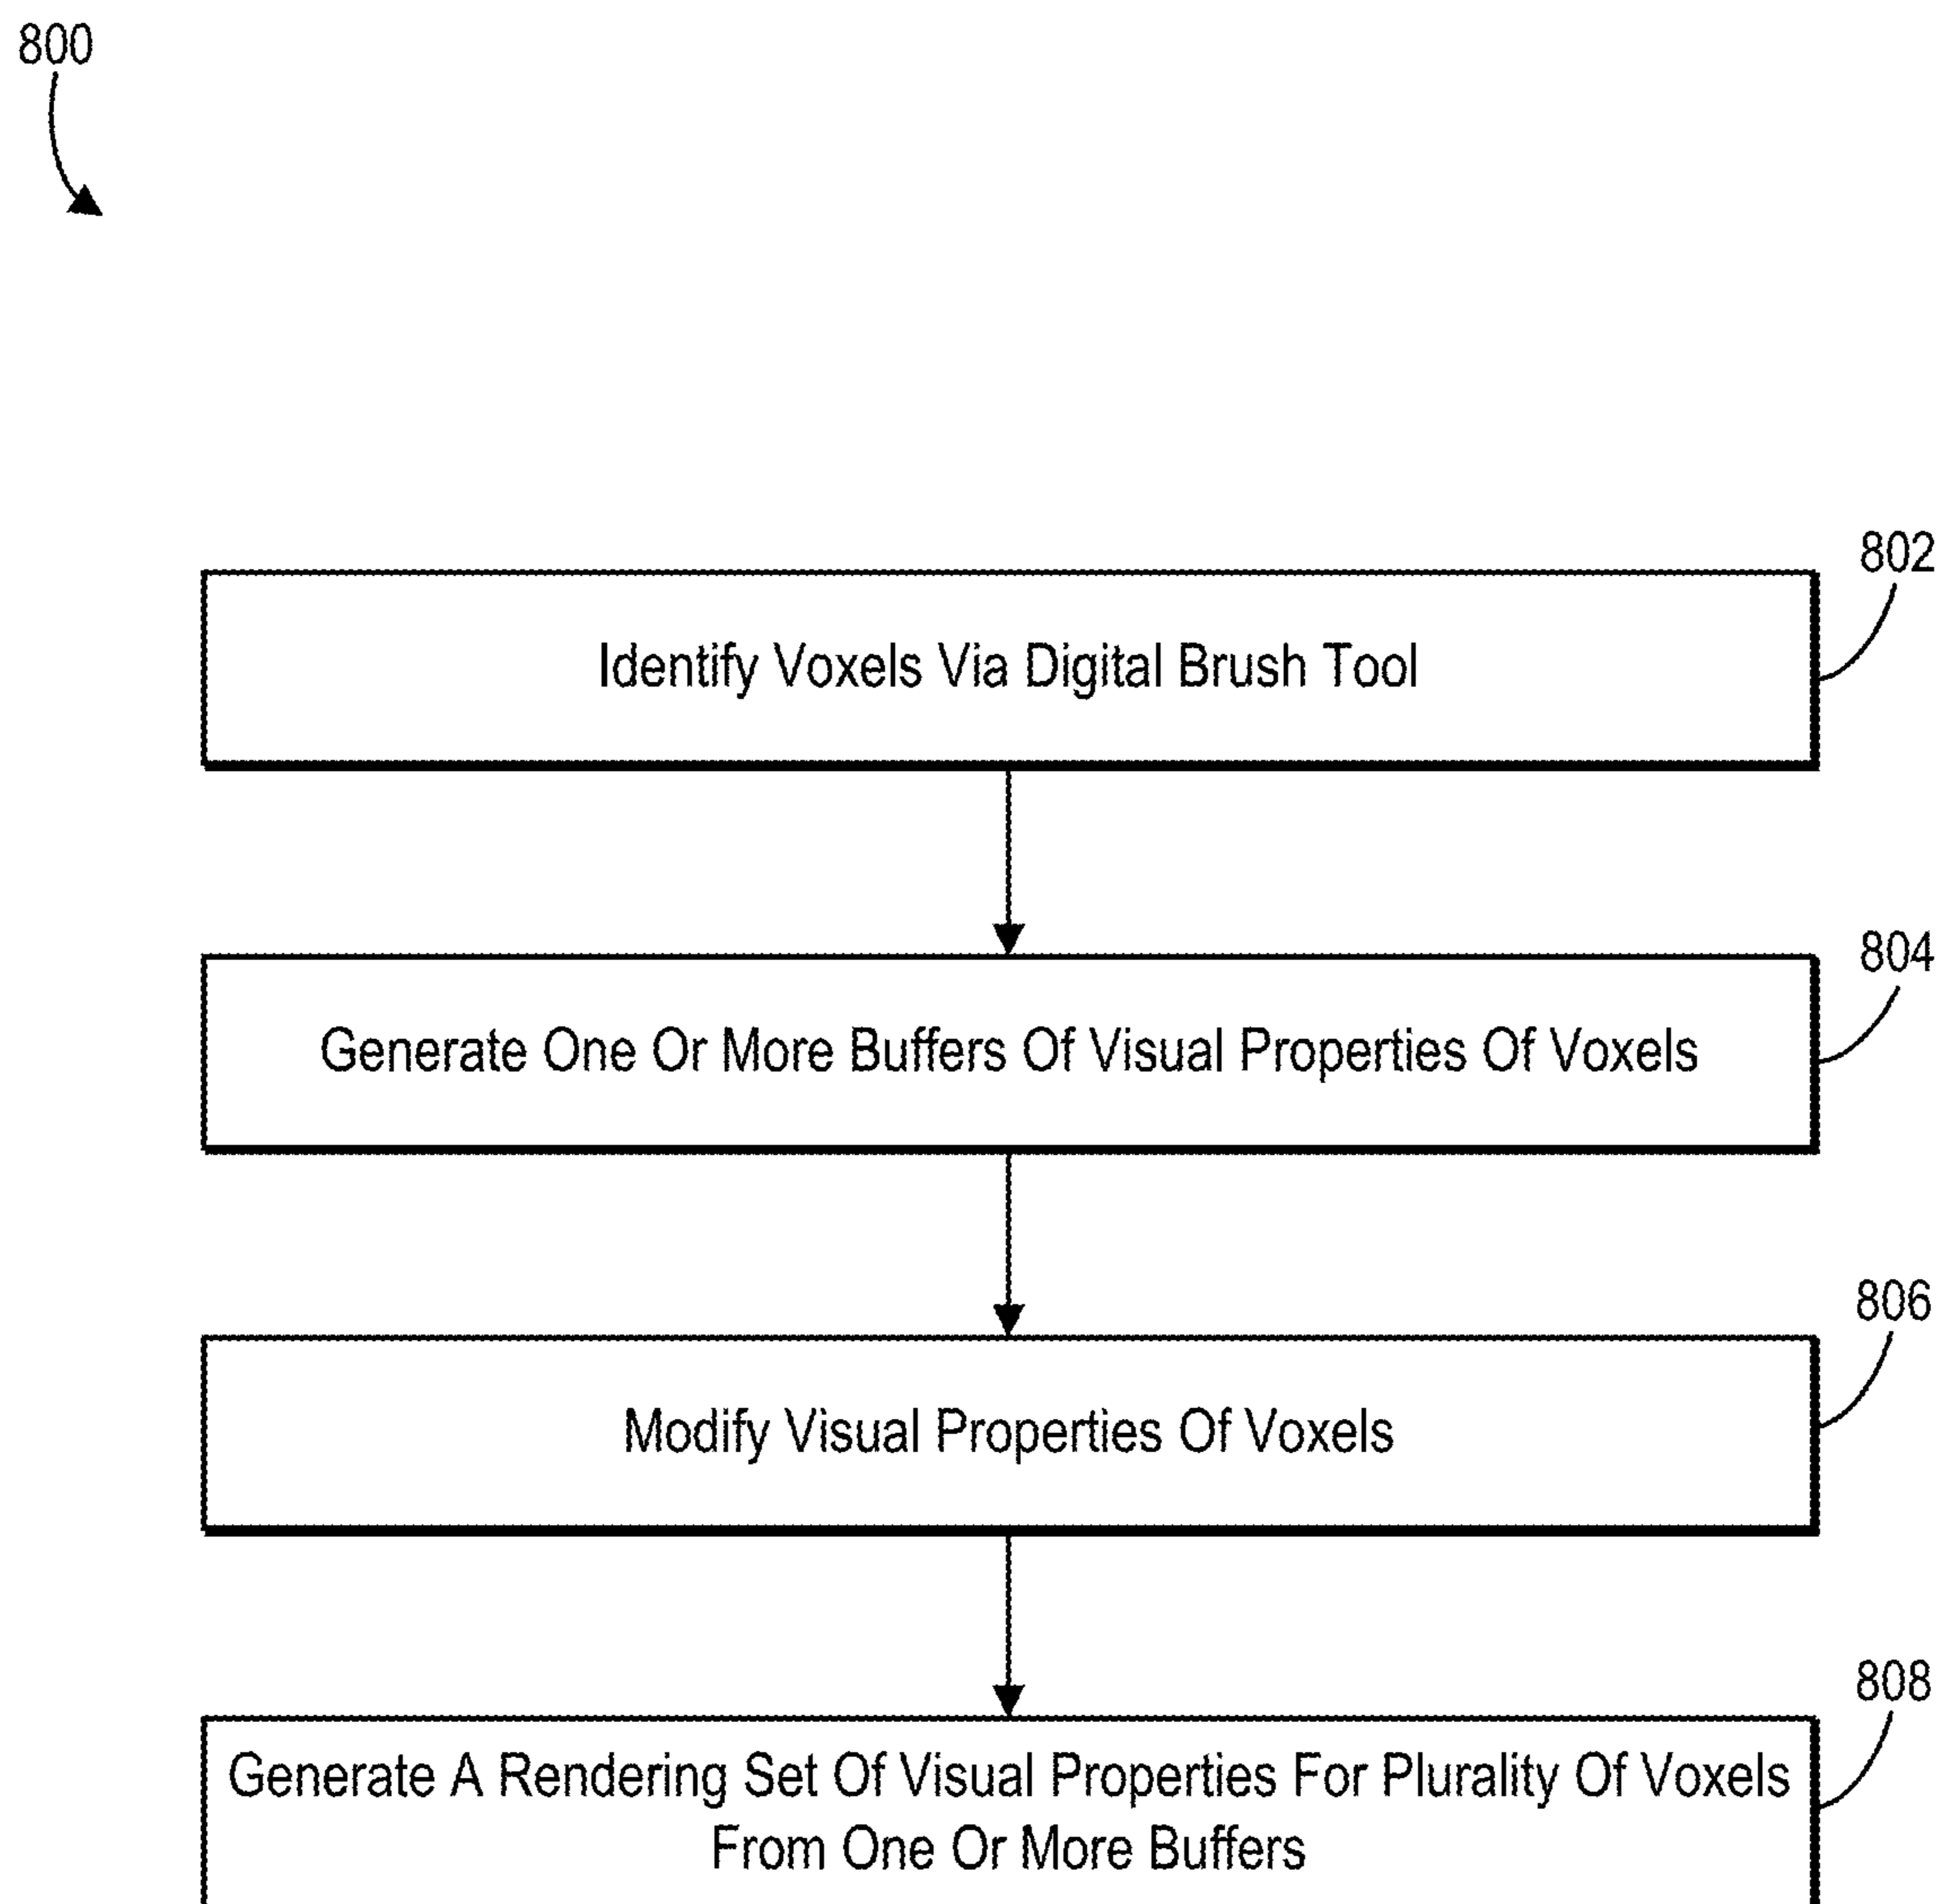 800
802
Identify Voxels Via Digital Brush Tool
804
Generate One Or More Buffers Of Visual Properties Of Voxels
806
Modify Visual Properties Of Voxels
808
Generate A Rendering Set Of Visual Properties For Plurality Of Voxels
From One Or More Buffers